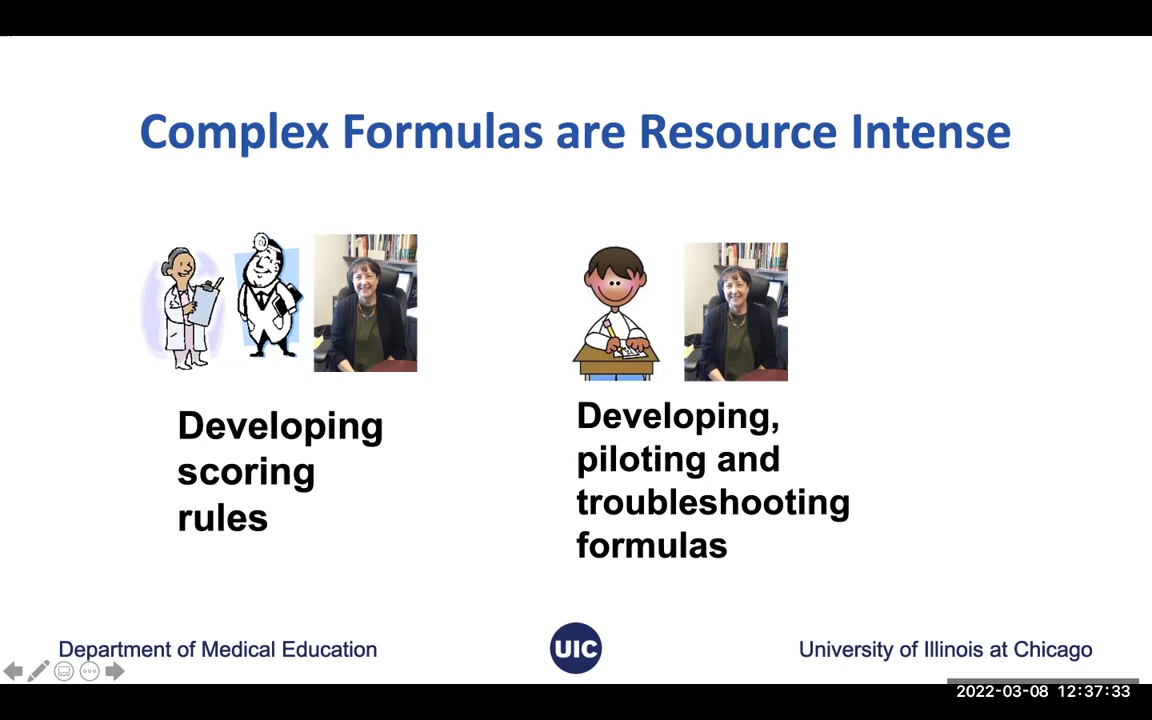 Complex Formulas are Resource Intense
Developing
scoring
rules
Developing,
piloting and
troubleshooting
formulas
Department of Medical Education
UIC
University of Illinois at Chicago
2022-03-08 12:37:33